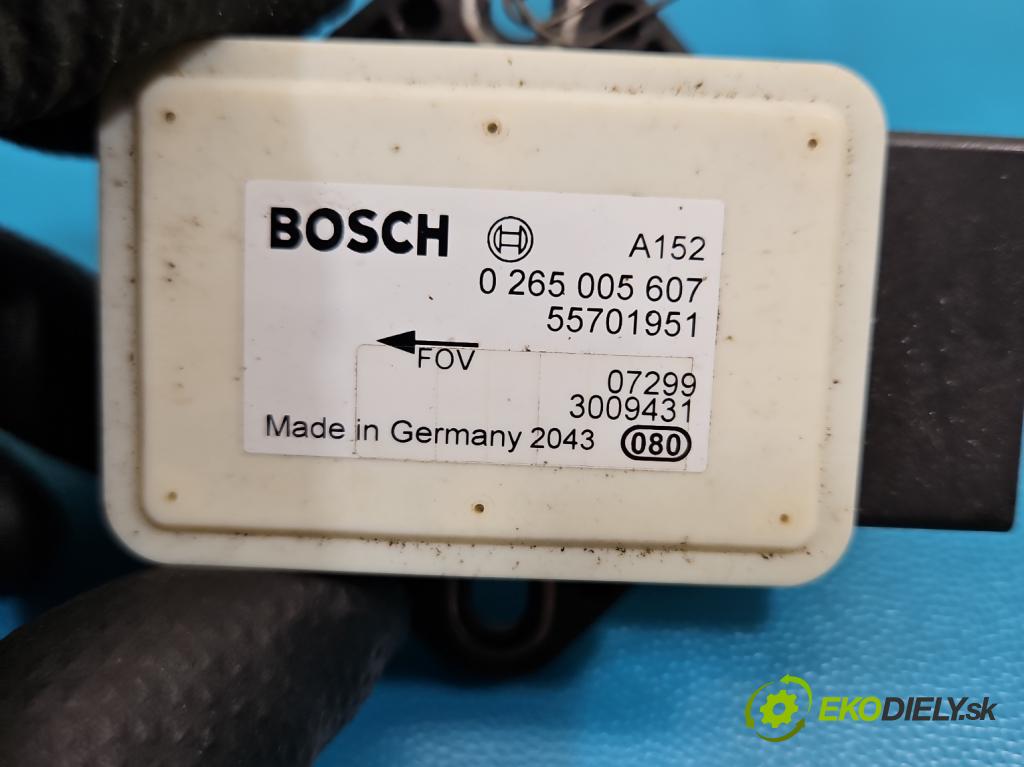 BOSCH A152
0 265 005 607
55701951
FOV
07299
3009431
Made in Germany 2043 080
EKODIELY.sk